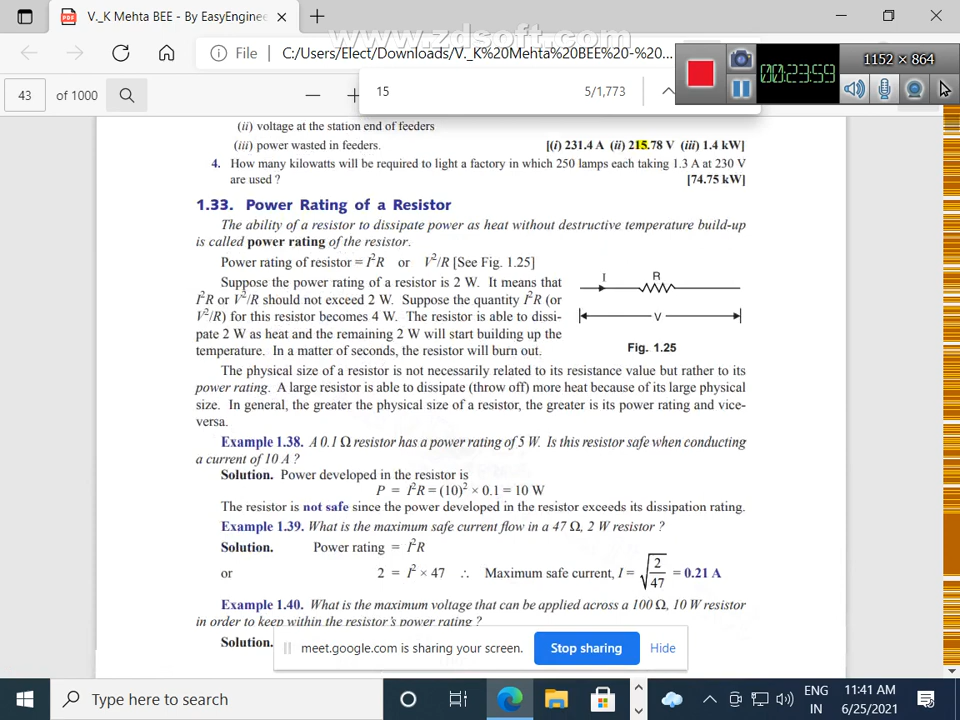 V._K Mehta BEE - By EasyEngine
www.zdsoft.com
File
C:/Users/Elect/Downloads/V._K%20Mehta%20BEE%20-%20...
1152 × 864
00:23:59
43 of 1000
15
5/1,773
(ii) voltage at the station end of feeders
(iii) power wasted in feeders. [(i) 231.4 A (ii) 215.78 V (iii) 1.4 kW]
4. How many kilowatts will be required to light a factory in which 250 lamps each taking 1.3 A at 230 V
are used ? [74.75 kW]
1.33. Power Rating of a Resistor
The ability of a resistor to dissipate power as heat without destructive temperature build-up
is called power rating of the resistor.
Power rating of resistor = I²R or V²/R [See Fig. 1.25]
Suppose the power rating of a resistor is 2 W. It means that
I²R or V²/R should not exceed 2 W. Suppose the quantity I²R (or
V²/R) for this resistor becomes 4 W. The resistor is able to dissi-
pate 2 W as heat and the remaining 2 W will start building up the
temperature. In a matter of seconds, the resistor will burn out.
I R
V
Fig. 1.25
The physical size of a resistor is not necessarily related to its resistance value but rather to its
power rating. A large resistor is able to dissipate (throw off) more heat because of its large physical
size. In general, the greater the physical size of a resistor, the greater is its power rating and vice-
versa.
Example 1.38. A 0.1 Ω resistor has a power rating of 5 W. Is this resistor safe when conducting
a current of 10 A ?
Solution. Power developed in the resistor is
P = I²R = (10)² × 0.1 = 10 W
The resistor is not safe since the power developed in the resistor exceeds its dissipation rating.
Example 1.39. What is the maximum safe current flow in a 47 Ω, 2 W resistor ?
Solution. Power rating = I²R
or 2 = I² × 47 ∴ Maximum safe current, I = √(2/47) = 0.21 A
Example 1.40. What is the maximum voltage that can be applied across a 100 Ω, 10 W resistor
in order to keep within the resistor's power rating ?
Solution.
meet.google.com is sharing your screen.
Stop sharing
Hide
Type here to search
ENG
IN
11:41 AM
6/25/2021